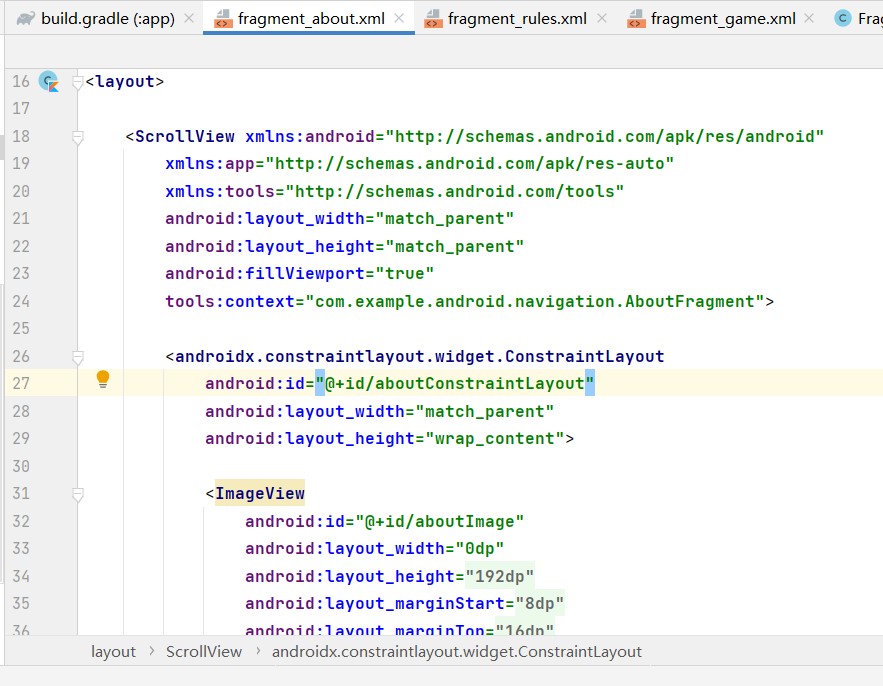 build.gradle (:app) fragment_about.xml fragment_rules.xml fragment_game.xml Frag
16 <layout>
17
18 <ScrollView xmlns:android="http://schemas.android.com/apk/res/android"
19 xmlns:app="http://schemas.android.com/apk/res-auto"
20 xmlns:tools="http://schemas.android.com/tools"
21 android:layout_width="match_parent"
22 android:layout_height="match_parent"
23 android:fillViewport="true"
24 tools:context="com.example.android.navigation.AboutFragment">
25
26 <androidx.constraintlayout.widget.ConstraintLayout
27 android:id="@+id/aboutConstraintLayout"
28 android:layout_width="match_parent"
29 android:layout_height="wrap_content">
30
31 <ImageView
32 android:id="@+id/aboutImage"
33 android:layout_width="0dp"
34 android:layout_height="192dp"
35 android:layout_marginStart="8dp"
36 android:layout_marginTop="16dp"
layout › ScrollView › androidx.constraintlayout.widget.ConstraintLayout